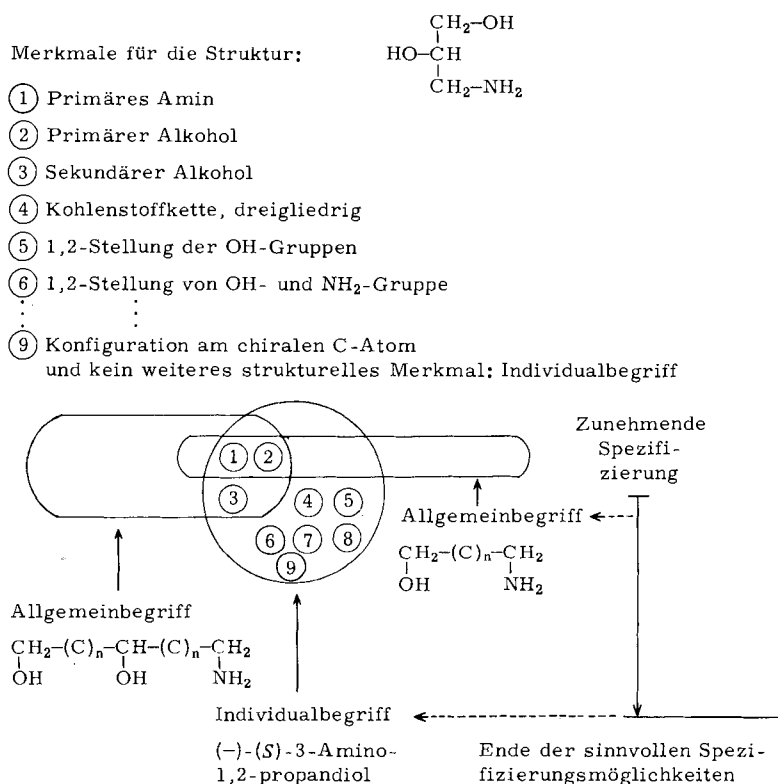 Merkmale für die Struktur:
CH₂–OH
HO–CH
CH₂–NH₂
① Primäres Amin
② Primärer Alkohol
③ Sekundärer Alkohol
④ Kohlenstoffkette, dreigliedrig
⑤ 1,2-Stellung der OH-Gruppen
⑥ 1,2-Stellung von OH- und NH₂-Gruppe
⑨ Konfiguration am chiralen C-Atom
und kein weiteres strukturelles Merkmal: Individualbegriff
Zunehmende
Spezifi-
zierung
① ②
③ ④ ⑤
⑥ ⑦ ⑧
⑨
Allgemeinbegriff
CH₂–(C)ₙ–CH₂
OH NH₂
Allgemeinbegriff
CH₂–(C)ₙ–CH–(C)ₙ–CH₂
OH OH NH₂
Individualbegriff
(–)-(S)-3-Amino-
1,2-propandiol
Ende der sinnvollen Spezi-
fizierungsmöglichkeiten